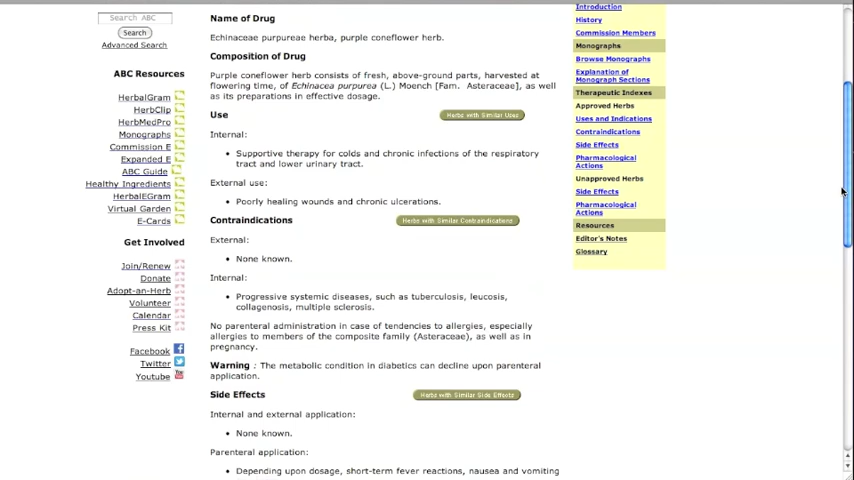 Search ABC
Search
Advanced Search
ABC Resources
HerbalGram
HerbClip
HerbMedPro
Monographs
Commission E
Expanded E
ABC Guide
Healthy Ingredients
HerbalEGram
Virtual Garden
E-Cards
Get Involved
Join/Renew
Donate
Adopt-an-Herb
Volunteer
Calendar
Press Kit
Facebook
Twitter
Youtube
Name of Drug
Echinaceae purpureae herba, purple coneflower herb.
Composition of Drug
Purple coneflower herb consists of fresh, above-ground parts, harvested at
flowering time, of Echinacea purpurea (L.) Moench [Fam. Asteraceae], as well
as its preparations in effective dosage.
Use
Herbs with Similar Uses
Internal:
Supportive therapy for colds and chronic infections of the respiratory
tract and lower urinary tract.
External use:
Poorly healing wounds and chronic ulcerations.
Contraindications
Herbs with Similar Contraindications
External:
None known.
Internal:
Progressive systemic diseases, such as tuberculosis, leucosis,
collagenosis, multiple sclerosis.
No parenteral administration in case of tendencies to allergies, especially
allergies to members of the composite family (Asteraceae), as well as in
pregnancy.
Warning : The metabolic condition in diabetics can decline upon parenteral
application.
Side Effects
Herbs with Similar Side Effects
Internal and external application:
None known.
Parenteral application:
Depending upon dosage, short-term fever reactions, nausea and vomiting
Introduction
History
Commission Members
Monographs
Browse Monographs
Explanation of
Monograph Sections
Therapeutic Indexes
Approved Herbs
Uses and Indications
Contraindications
Side Effects
Pharmacological
Actions
Unapproved Herbs
Side Effects
Pharmacological
Actions
Resources
Editor's Notes
Glossary